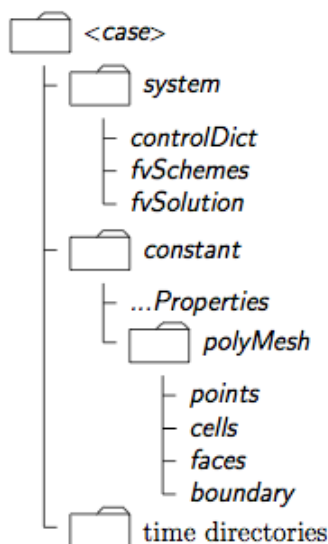 <case>
system
controlDict
fvSchemes
fvSolution
constant
...Properties
polyMesh
points
cells
faces
boundary
time directories